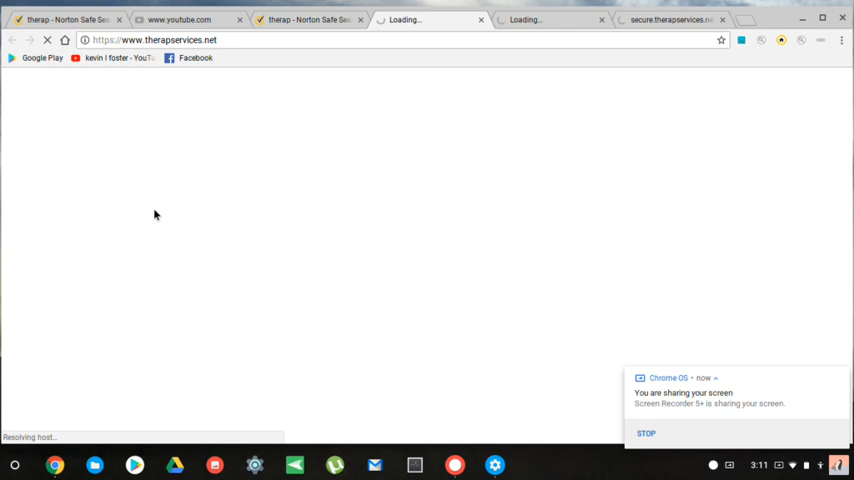 therap - Norton Safe Sea
www.youtube.com
therap - Norton Safe Sea
Loading...
Loading...
secure.therapservices.ne
https://www.therapservices.net
Google Play
kevin l foster - YouTu
Facebook
Chrome OS • now
You are sharing your screen
Screen Recorder 5+ is sharing your screen.
STOP
Resolving host...
3:11